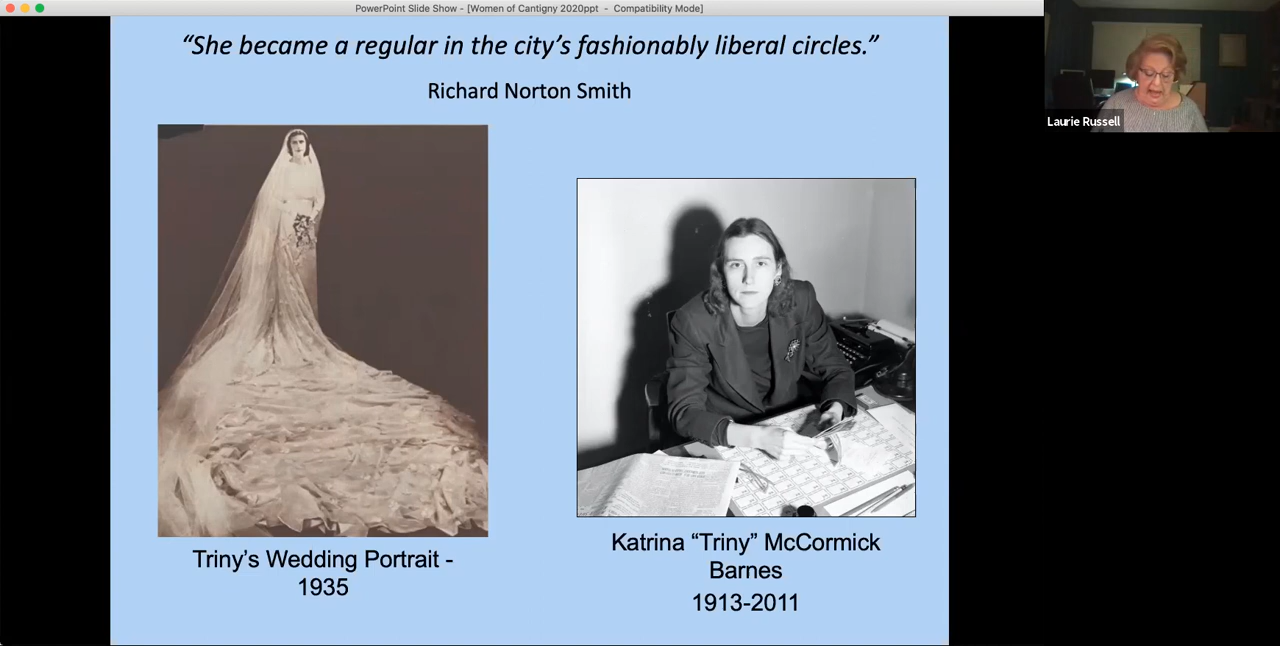 PowerPoint Slide Show - [Women of Cantigny 2020ppt - Compatibility Mode]
“She became a regular in the city’s fashionably liberal circles.”
Richard Norton Smith
Laurie Russell
Triny’s Wedding Portrait -
1935
Katrina “Triny” McCormick
Barnes
1913-2011